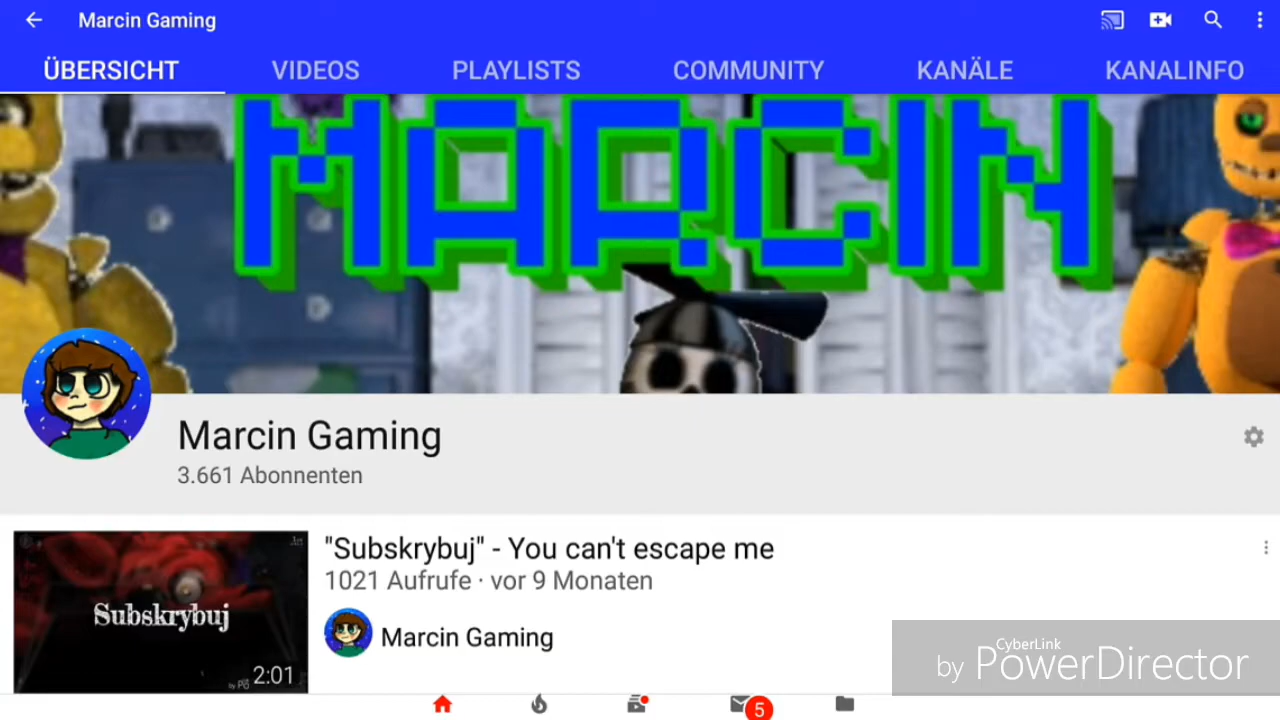 Marcin Gaming
ÜBERSICHT VIDEOS PLAYLISTS COMMUNITY KANÄLE KANALINFO
MARCIN
Marcin Gaming
3.661 Abonnenten
"Subskrybuj" - You can't escape me
1021 Aufrufe · vor 9 Monaten
Marcin Gaming
Subskrybuj
2:01
CyberLink
by PowerDirector
5